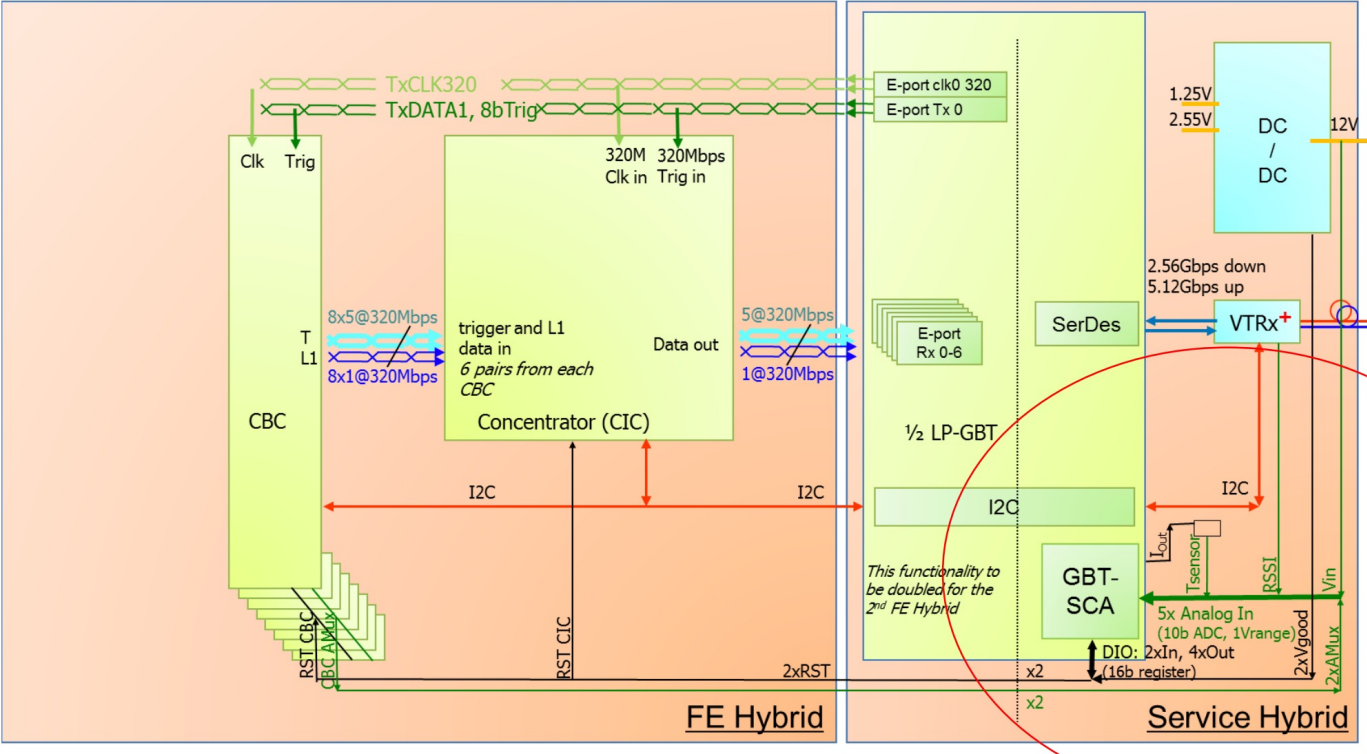 TxCLK320
TxDATA1, 8bTrig
E-port clk0 320
E-port Tx 0
1.25V
2.55V
DC
/
DC
12V
Clk
Trig
320M
Clk in
320Mbps
Trig in
2.56Gbps down
5.12Gbps up
8x5@320Mbps
T
L1
8x1@320Mbps
trigger and L1
data in
6 pairs from each
CBC
Data out
5@320Mbps
1@320Mbps
E-port
Rx 0-6
SerDes
VTRx+
CBC
Concentrator (CIC)
½ LP-GBT
I2C
I2C
I2C
I2C
This functionality to
be doubled for the
2nd FE Hybrid
GBT-
SCA
IOut
Tsensor
RSSI
Vin
5x Analog In
(10b ADC, 1Vrange)
DIO: 2xIn, 4xOut
(16b register)
2xVgood
2xAMux
RST CBC
CBC AMux
RST CIC
2xRST
x2
x2
FE Hybrid
Service Hybrid